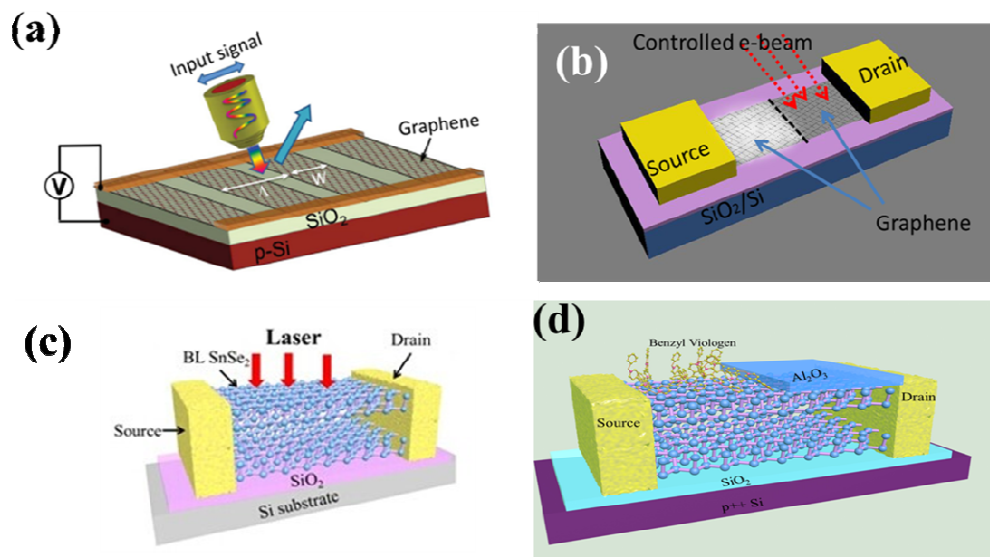 (a)
Input signal
Graphene
V
Λ
W
SiO₂
p-Si
(b)
Controlled e-beam
Drain
Source
SiO₂/Si
Graphene
(c)
Laser
BL SnSe₂
Drain
Source
SiO₂
Si substrate
(d)
Benzyl Viologen
Al₂O₃
Source
Drain
SiO₂
p⁺⁺ Si